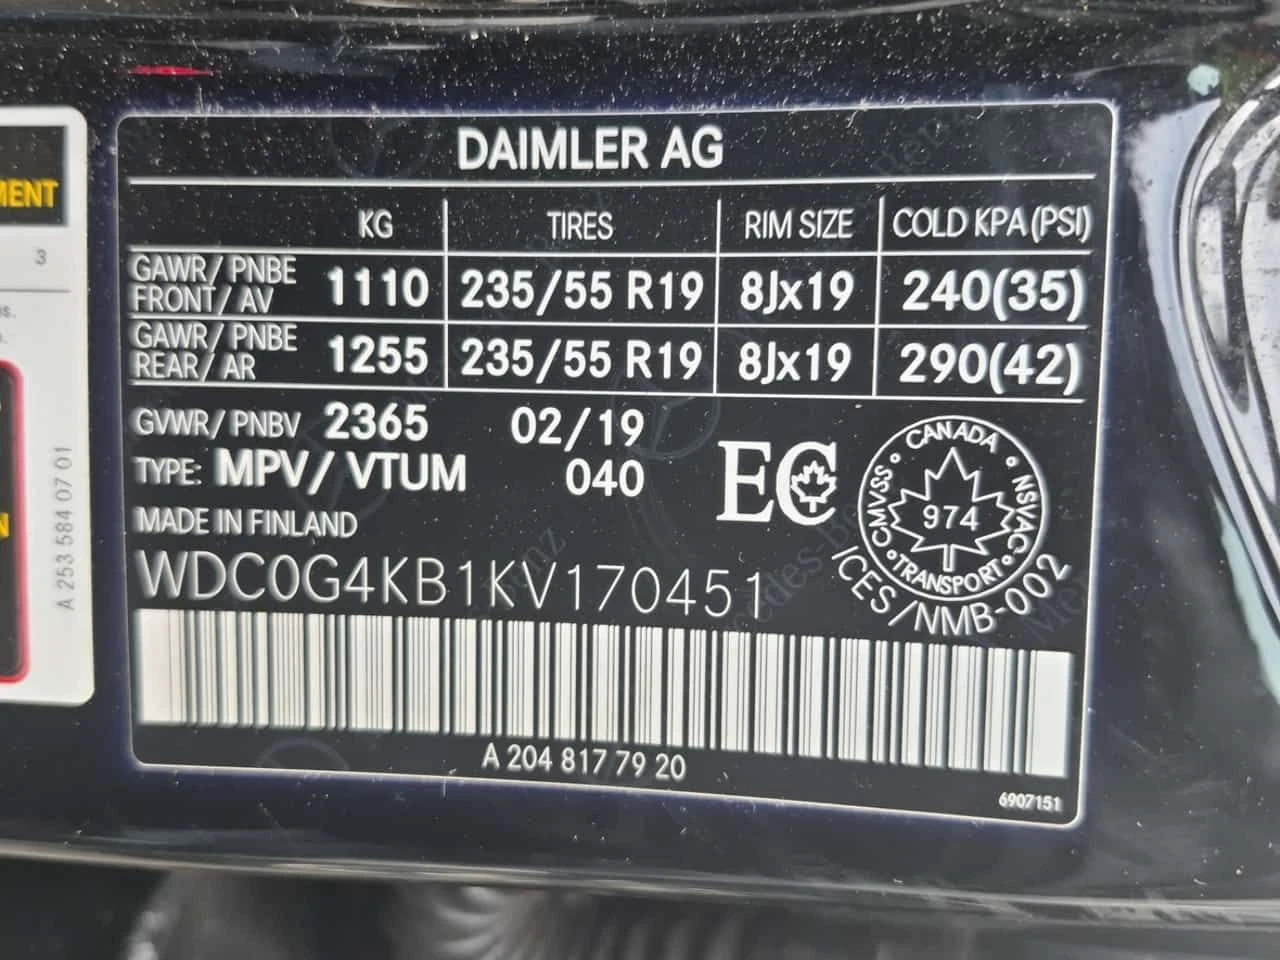 DAIMLER AG
KG TIRES RIM SIZE COLD KPA(PSI)
GAWR/PNBE FRONT/AV 1110 235/55 R19 8Jx19 240(35)
GAWR/PNBE REAR/AR 1255 235/55 R19 8Jx19 290(42)
GVWR/PNBV 2365 02/19
TYPE: MPV/VTUM 040
MADE IN FINLAND
WDC0G4KB1KV170451
EC
CANADA
CMVSS 974 NSVAC
TRANSPORT
ICES/NMB-002
A 204 817 79 20
6907151
MENT
3
A 253 584 07 01